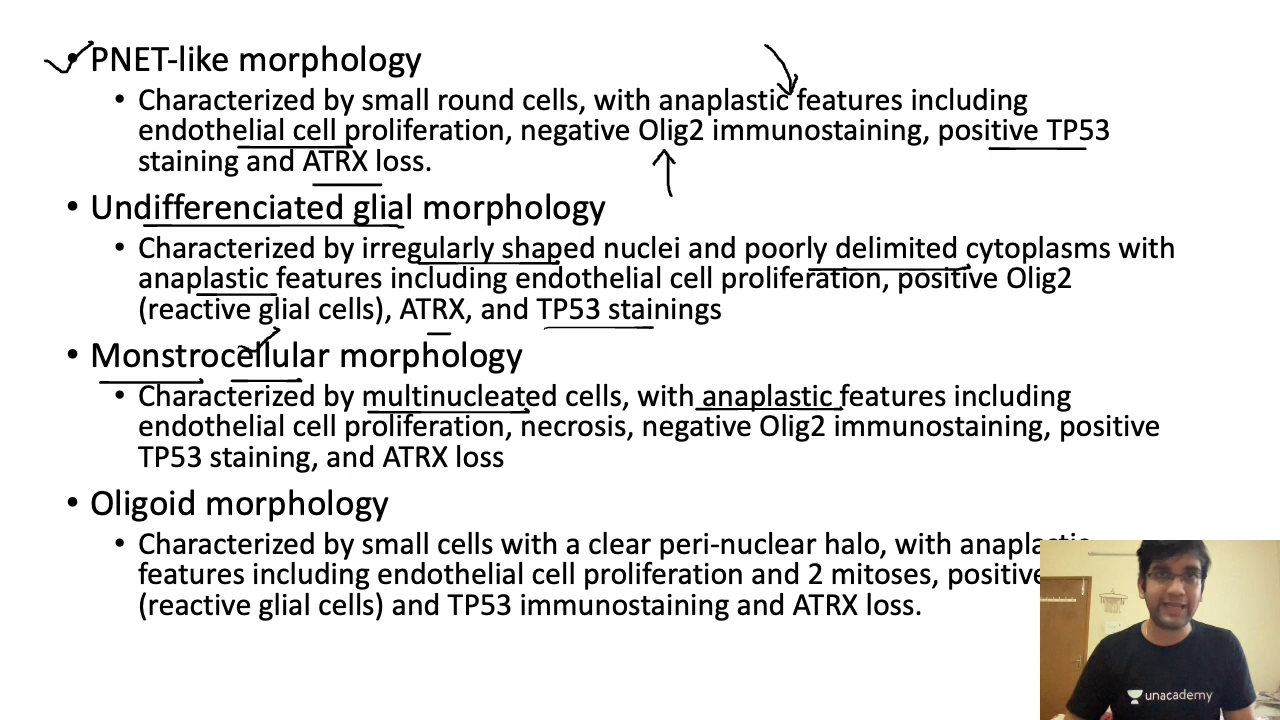 • PNET-like morphology
• Characterized by small round cells, with anaplastic features including
endothelial cell proliferation, negative Olig2 immunostaining, positive TP53
staining and ATRX loss.
• Undifferenciated glial morphology
• Characterized by irregularly shaped nuclei and poorly delimited cytoplasms with
anaplastic features including endothelial cell proliferation, positive Olig2
(reactive glial cells), ATRX, and TP53 stainings
• Monstrocellular morphology
• Characterized by multinucleated cells, with anaplastic features including
endothelial cell proliferation, necrosis, negative Olig2 immunostaining, positive
TP53 staining, and ATRX loss
• Oligoid morphology
• Characterized by small cells with a clear peri-nuclear halo, with anaplastic
features including endothelial cell proliferation and 2 mitoses, positive
(reactive glial cells) and TP53 immunostaining and ATRX loss.
unacademy